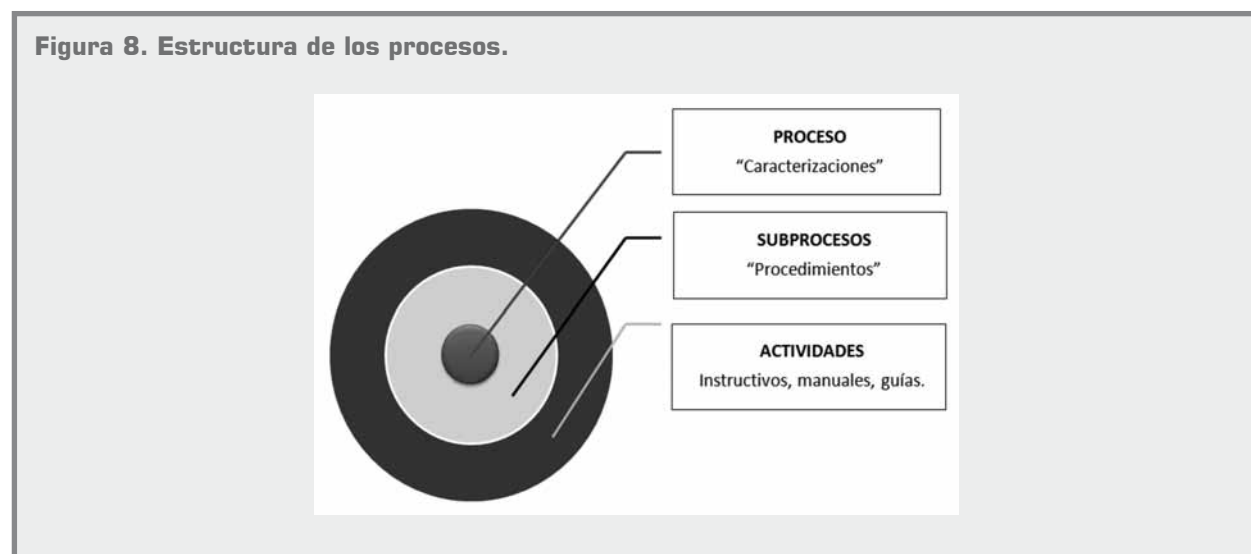 Figura 8. Estructura de los procesos.
PROCESO
“Caracterizaciones”
SUBPROCESOS
“Procedimientos”
ACTIVIDADES
Instructivos, manuales, guías.